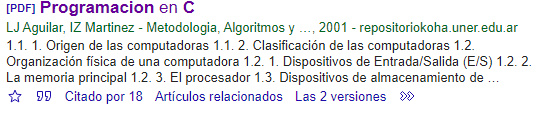 [PDF] Programacion en C
LJ Aguilar, IZ Martinez - Metodologia, Algoritmos y …, 2001 - repositoriokoha.uner.edu.ar
1.1. 1. Origen de las computadoras 1.1. 2. Clasificación de las computadoras 1.2.
Organización física de una computadora 1.2. 1. Dispositivos de Entrada/Salida (E/S) 1.2. 2.
La memoria principal 1.2. 3. El procesador 1.3. Dispositivos de almacenamiento de …
Citado por 18 Artículos relacionados Las 2 versiones